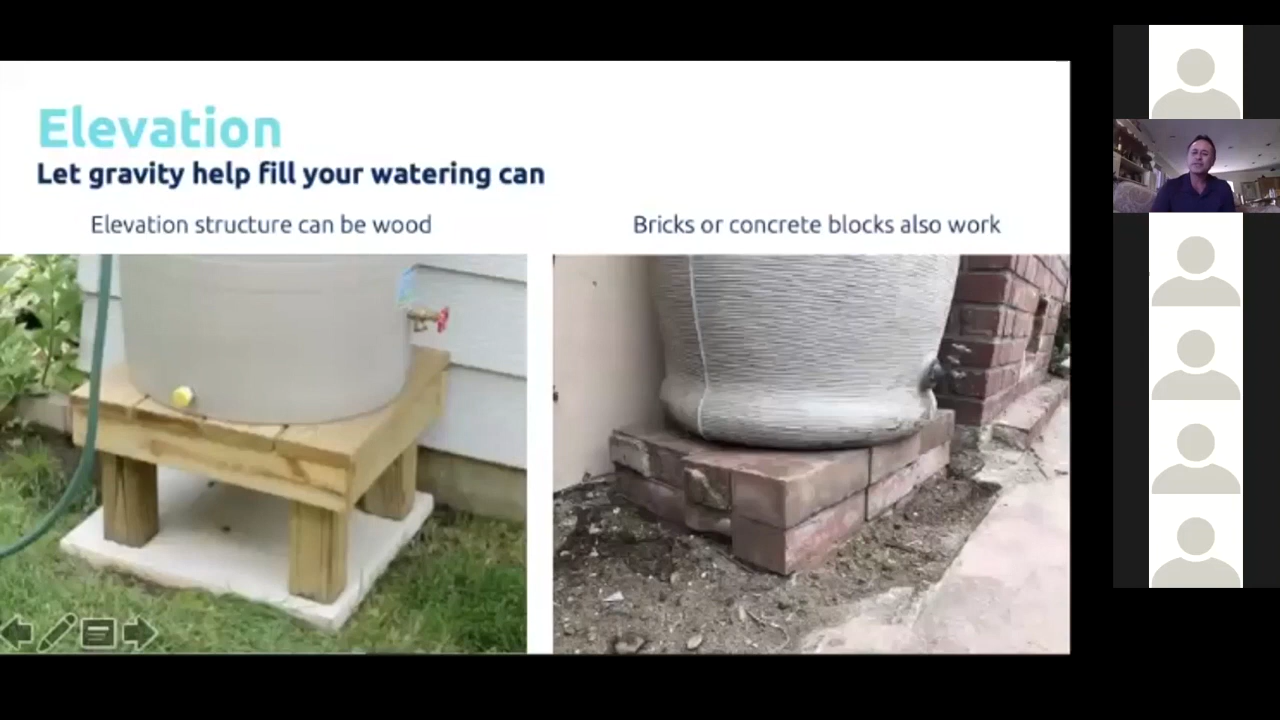 Elevation
Let gravity help fill your watering can
Elevation structure can be wood
Bricks or concrete blocks also work